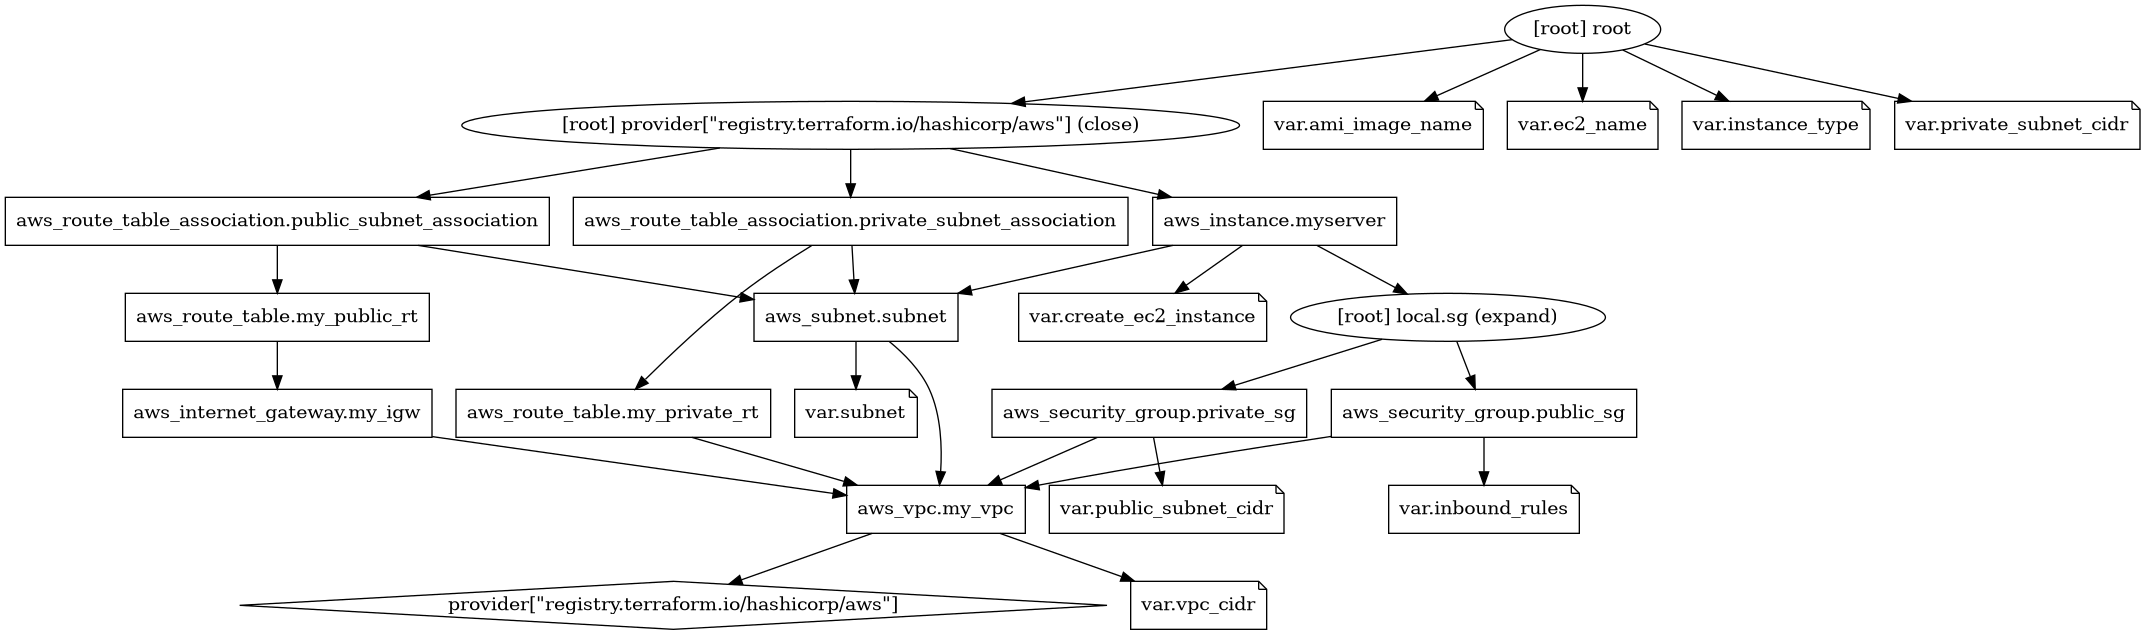 [root] root
[root] provider[\"registry.terraform.io/hashicorp/aws\"] (close)
var.ami_image_name
var.ec2_name
var.instance_type
var.private_subnet_cidr
aws_route_table_association.public_subnet_association
aws_route_table_association.private_subnet_association
aws_instance.myserver
aws_route_table.my_public_rt
aws_subnet.subnet
var.create_ec2_instance
[root] local.sg (expand)
aws_internet_gateway.my_igw
aws_route_table.my_private_rt
var.subnet
aws_security_group.private_sg
aws_security_group.public_sg
aws_vpc.my_vpc
var.public_subnet_cidr
var.inbound_rules
provider[\"registry.terraform.io/hashicorp/aws\"]
var.vpc_cidr